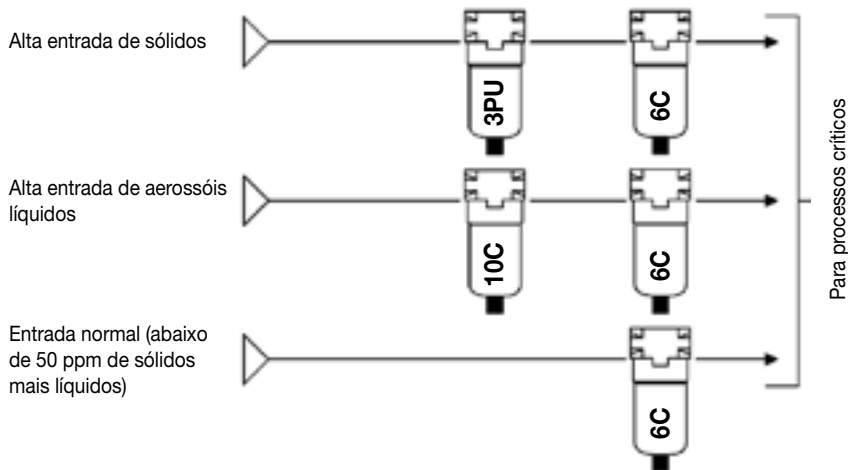 Alta entrada de sólidos
3PU
6C
Alta entrada de aerossóis
líquidos
10C
6C
Entrada normal (abaixo
de 50 ppm de sólidos
mais líquidos)
6C
Para processos críticos